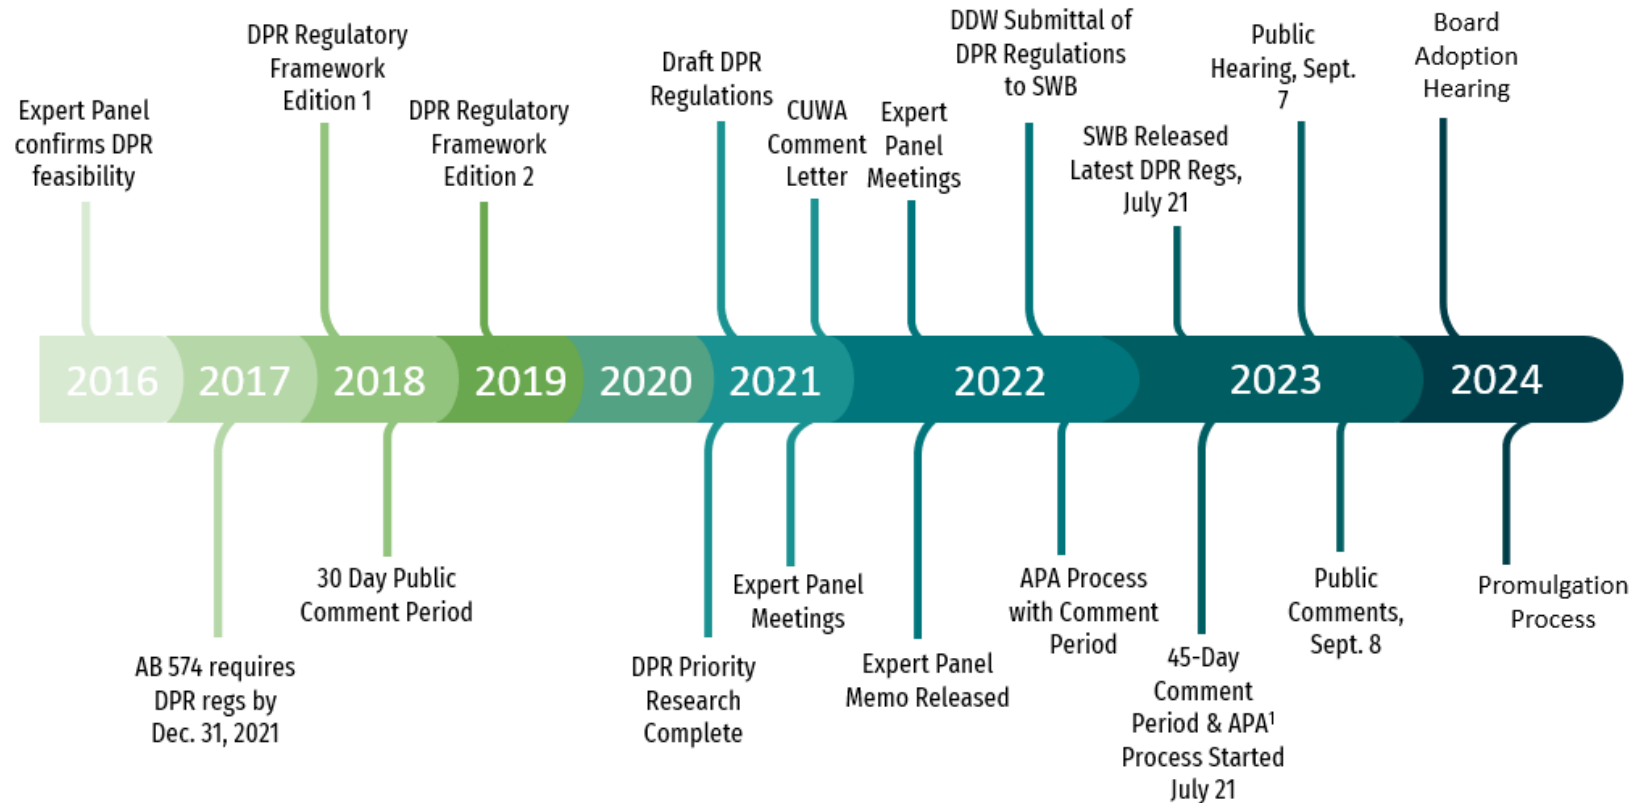 Expert Panel
confirms DPR
feasibility
DPR Regulatory
Framework
Edition 1
DPR Regulatory
Framework
Edition 2
Draft DPR
Regulations
CUWA
Comment
Letter
Expert
Panel
Meetings
DDW Submittal of
DPR Regulations
to SWB
SWB Released
Latest DPR Regs,
July 21
Public
Hearing, Sept.
7
Board
Adoption
Hearing
2016
2017
2018
2019
2020
2021
2022
2023
2024
AB 574 requires
DPR regs by
Dec. 31, 2021
30 Day Public
Comment Period
DPR Priority
Research
Complete
Expert Panel
Meetings
Expert Panel
Memo Released
APA Process
with Comment
Period
45-Day
Comment
Period & APA¹
Process Started
July 21
Public
Comments,
Sept. 8
Promulgation
Process